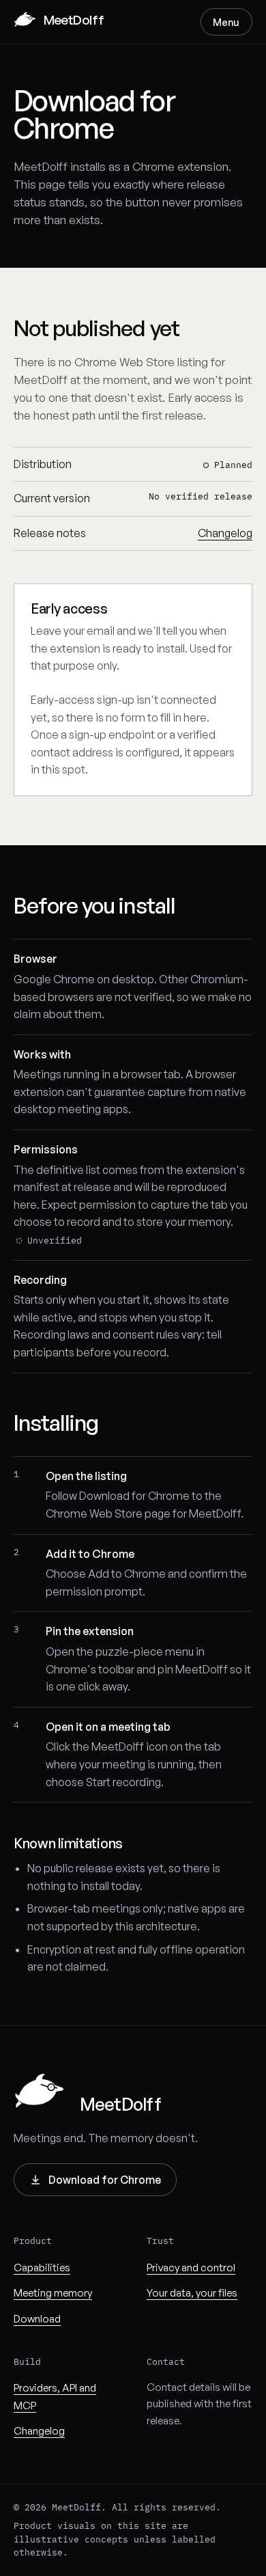 MeetDolff
Menu
Download for
Chrome
MeetDolff installs as a Chrome extension.
This page tells you exactly where release
status stands, so the button never promises
more than exists.
Not published yet
There is no Chrome Web Store listing for
MeetDolff at the moment, and we won't point
you to one that doesn't exist. Early access is
the honest path until the first release.
Distribution
Planned
Current version
No verified release
Release notes
Changelog
Early access
Leave your email and we'll tell you when
the extension is ready to install. Used for
that purpose only.
Early-access sign-up isn't connected
yet, so there is no form to fill in here.
Once a sign-up endpoint or a verified
contact address is configured, it appears
in this spot.
Before you install
Browser
Google Chrome on desktop. Other Chromium-
based browsers are not verified, so we make no
claim about them.
Works with
Meetings running in a browser tab. A browser
extension can't guarantee capture from native
desktop meeting apps.
Permissions
The definitive list comes from the extension's
manifest at release and will be reproduced
here. Expect permission to capture the tab you
choose to record and to store your memory.
Unverified
Recording
Starts only when you start it, shows its state
while active, and stops when you stop it.
Recording laws and consent rules vary: tell
participants before you record.
Installing
1
Open the listing
Follow Download for Chrome to the
Chrome Web Store page for MeetDolff.
2
Add it to Chrome
Choose Add to Chrome and confirm the
permission prompt.
3
Pin the extension
Open the puzzle-piece menu in
Chrome's toolbar and pin MeetDolff so it
is one click away.
4
Open it on a meeting tab
Click the MeetDolff icon on the tab
where your meeting is running, then
choose Start recording.
Known limitations
• No public release exists yet, so there is
nothing to install today.
• Browser-tab meetings only; native apps are
not supported by this architecture.
• Encryption at rest and fully offline operation
are not claimed.
MeetDolff
Meetings end. The memory doesn't.
Download for Chrome
Product
Capabilities
Meeting memory
Download
Trust
Privacy and control
Your data, your files
Build
Providers, API and
MCP
Changelog
Contact
Contact details will be
published with the first
release.
© 2026 MeetDolff. All rights reserved.
Product visuals on this site are
illustrative concepts unless labelled
otherwise.